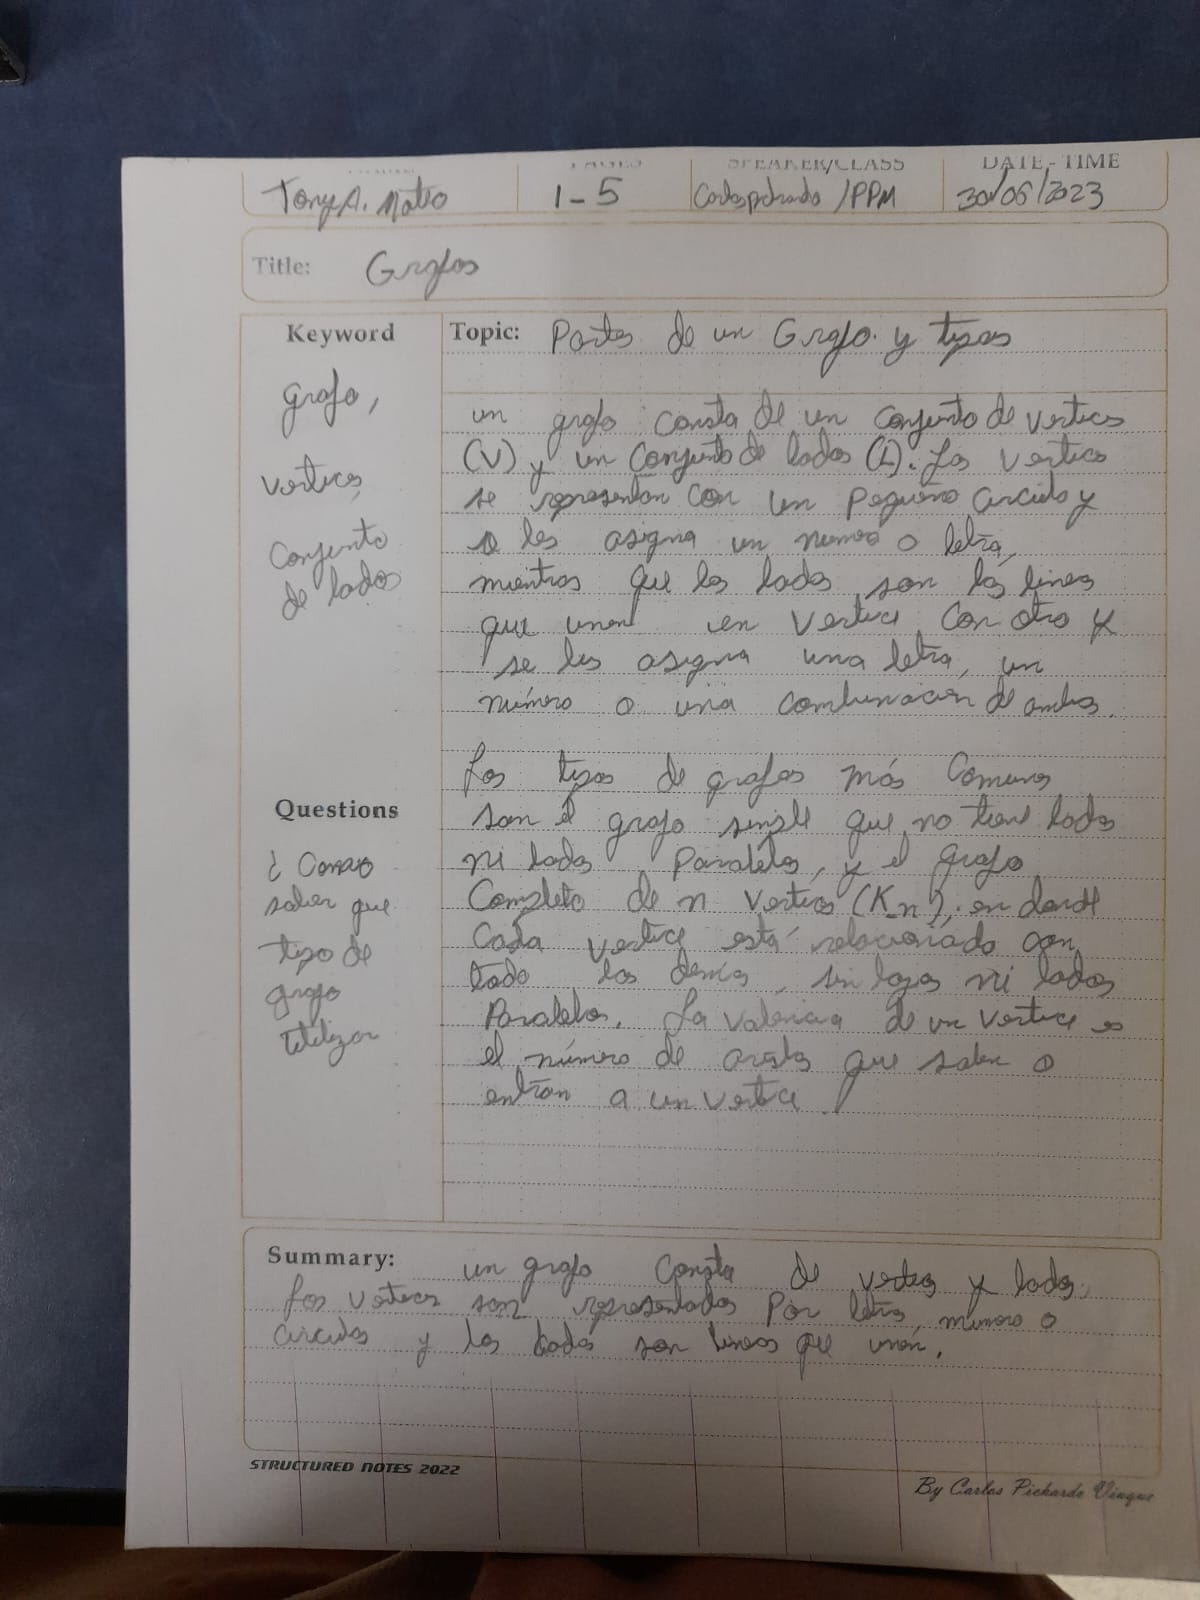 PAGES SPEAKER/CLASS DATE - TIME
Tony A. Mateo 1-5 /PPM 30/06/2023
Title: Grafos
Keyword
Grafo,
Vertices,
Conjunto
de lados
Topic: Partes de un Grafo. y tipos
un grafo consta de un conjunto de vertices
(V) y un conjunto de lados (L). Los vertices
se representan con un pequeño circulo y
se les asigna un numero o letra,
mientras que los lados son las lineas
que unen un vertice con otro y
se les asigna una letra, un
número o una combinación de ambos.
Los tipos de grafos más comunes
son el grafo simple que no tiene lados
ni lados paralelos, y el grafo
Completo de n vertices (K_n), en donde
cada vertice está relacionado con
todo los demás, sin lazos ni lados
Paralelos. La valencia de un vertice es
el número de aristas que salen o
entran a un vertice.
Questions
¿Como
saber que
tipo de
grafo
utilizar
Summary: un grafo consta de vertices y lados,
Los vertices son representados por letra, numero o
circulos y los lados son lineas que unen.
STRUCTURED NOTES 2022
By Carlos Pichardo Viuque